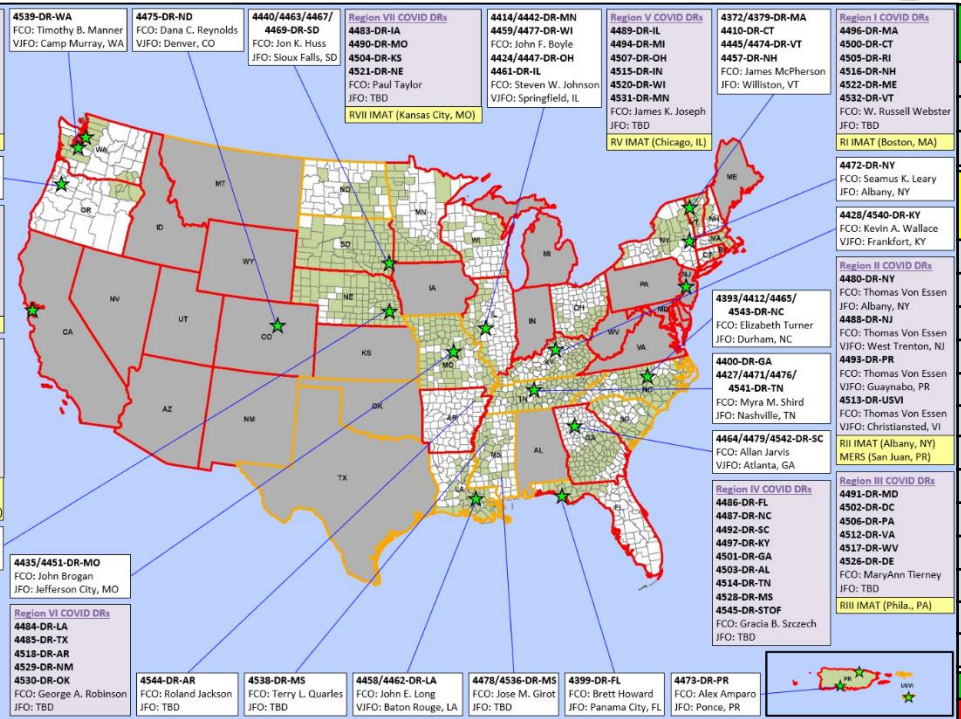 4539-DR-WA
FCO: Timothy B. Manner
VJFO: Camp Murray, WA
4475-DR-ND
FCO: Dana C. Reynolds
VJFO: Denver, CO
4440/4463/4467/
4469-DR-SD
FCO: Jon K. Huss
JFO: Sioux Falls, SD
Region VII COVID DRs
4483-DR-IA
4490-DR-MO
4504-DR-KS
4521-DR-NE
FCO: Paul Taylor
JFO: TBD
RVII IMAT (Kansas City, MO)
4414/4442-DR-MN
4459/4477-DR-WI
FCO: John F. Boyle
4424/4447-DR-OH
4461-DR-IL
FCO: Steven W. Johnson
VJFO: Springfield, IL
Region V COVID DRs
4489-DR-IL
4494-DR-MI
4507-DR-OH
4515-DR-IN
4520-DR-WI
4531-DR-MN
FCO: James K. Joseph
JFO: TBD
RV IMAT (Chicago, IL)
4372/4379-DR-MA
4410-DR-CT
4445/4474-DR-VT
4457-DR-NH
FCO: James McPherson
JFO: Williston, VT
Region I COVID DRs
4496-DR-MA
4500-DR-CT
4505-DR-RI
4516-DR-NH
4522-DR-ME
4532-DR-VT
FCO: W. Russell Webster
JFO: TBD
RI IMAT (Boston, MA)
4472-DR-NY
FCO: Seamus K. Leary
JFO: Albany, NY
4428/4540-DR-KY
FCO: Kevin A. Wallace
VJFO: Frankfort, KY
Region II COVID DRs
4480-DR-NY
FCO: Thomas Von Essen
JFO: Albany, NY
4488-DR-NJ
FCO: Thomas Von Essen
VJFO: West Trenton, NJ
4493-DR-PR
FCO: Thomas Von Essen
VJFO: Guaynabo, PR
4513-DR-USVI
FCO: Thomas Von Essen
VJFO: Christiansted, VI
RII IMAT (Albany, NY)
MERS (San Juan, PR)
4393/4412/4465/
4543-DR-NC
FCO: Elizabeth Turner
JFO: Durham, NC
4400-DR-GA
4427/4471/4476/
4541-DR-TN
FCO: Myra M. Shird
JFO: Nashville, TN
4464/4479/4542-DR-SC
FCO: Allan Jarvis
VJFO: Atlanta, GA
Region IV COVID DRs
4486-DR-FL
4487-DR-NC
4492-DR-SC
4497-DR-KY
4501-DR-GA
4503-DR-AL
4514-DR-TN
4528-DR-MS
4545-DR-STOF
FCO: Gracia B. Szczech
JFO: TBD
Region III COVID DRs
4491-DR-MD
4502-DR-DC
4506-DR-PA
4512-DR-VA
4517-DR-WV
4526-DR-DE
FCO: MaryAnn Tierney
JFO: TBD
RIII IMAT (Phila., PA)
WA
OR
CA
NV
ID
MT
WY
UT
AZ
CO
NM
ND
SD
NE
KS
OK
TX
MN
IA
MO
AR
LA
WI
IL
MS
MI
IN
KY
TN
AL
OH
WV
VA
NC
SC
GA
PA
NY
NJ
MD
ME
VT
NH
MA
CT
RI
4435/4451-DR-MO
FCO: John Brogan
JFO: Jefferson City, MO
Region VI COVID DRs
4484-DR-LA
4485-DR-TX
4518-DR-AR
4529-DR-NM
4530-DR-OK
FCO: George A. Robinson
JFO: TBD
4544-DR-AR
FCO: Roland Jackson
JFO: TBD
4538-DR-MS
FCO: Terry L. Quarles
JFO: TBD
4458/4462-DR-LA
FCO: John E. Long
VJFO: Baton Rouge, LA
4478/4536-DR-MS
FCO: Jose M. Girot
JFO: TBD
4399-DR-FL
FCO: Brett Howard
JFO: Panama City, FL
4473-DR-PR
FCO: Alex Amparo
JFO: Ponce, PR
PR
USVI